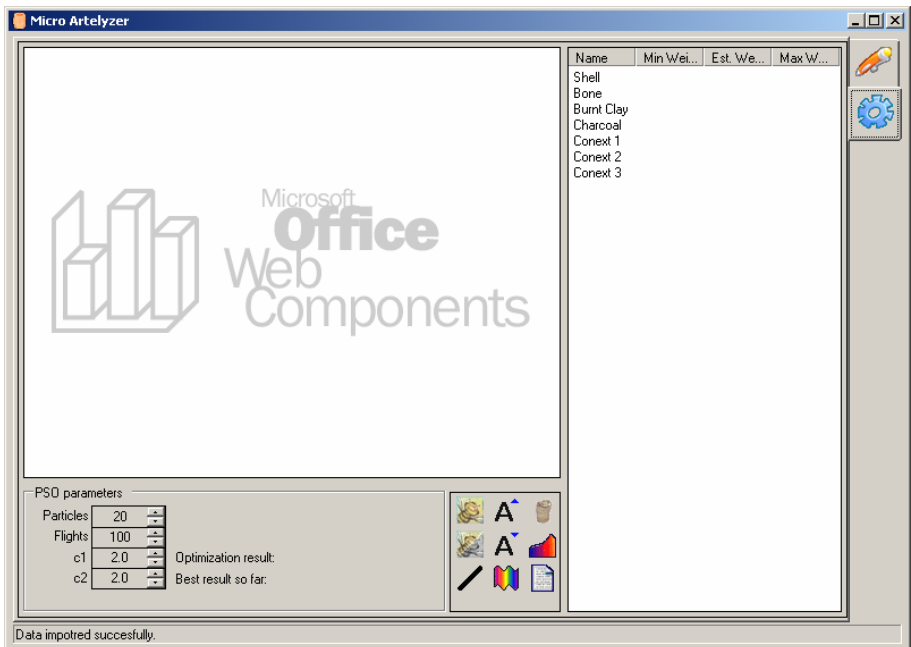 Micro Artelyzer
Microsoft
Office
Web
Components
Name Min Wei... Est. We... Max W...
Shell
Bone
Burnt Clay
Charcoal
Conext 1
Conext 2
Conext 3
PSO parameters
Particles 20
Flights 100
c1 2.0 Optimization result:
c2 2.0 Best result so far:
A
A
Data impotred succesfully.